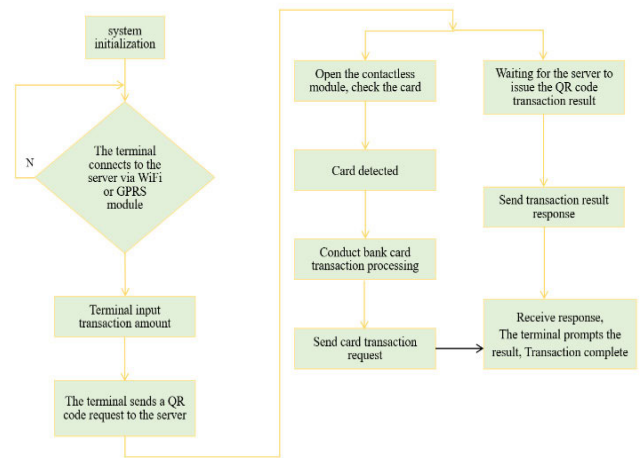 system
initialization
N
The terminal
connects to the
server via WiFi
or GPRS
module
Terminal input
transaction amount
The terminal sends a QR
code request to the server
Open the contactless
module, check the card
Card detected
Conduct bank card
transaction processing
Send card transaction
request
Waiting for the server to
issue the QR code
transaction result
Send transaction result
response
Receive response,
The terminal prompts the
result, Transaction complete